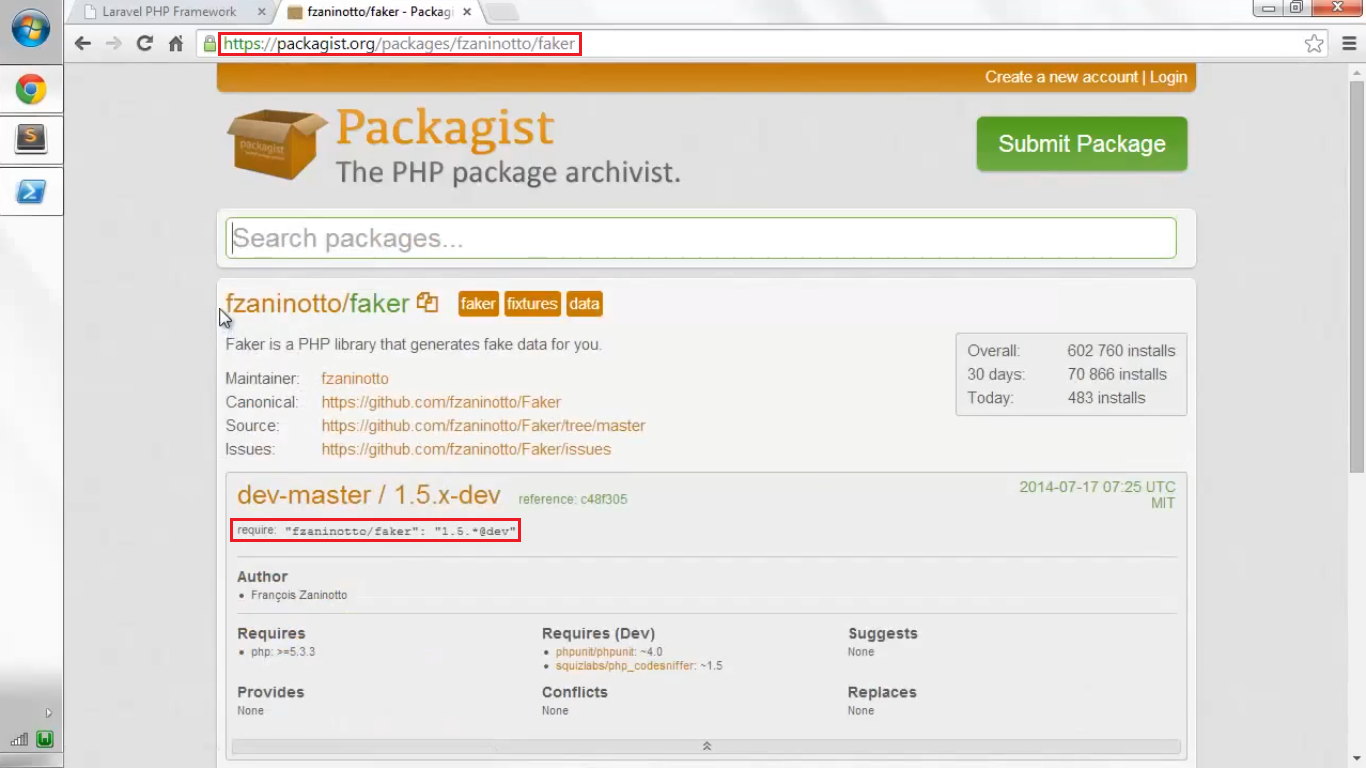 Laravel PHP Framework
fzaninotto/faker - Packagi
https://packagist.org/packages/fzaninotto/faker
Create a new account | Login
packagist
Packagist
The PHP package archivist.
Submit Package
Search packages...
fzaninotto/faker
faker fixtures data
Faker is a PHP library that generates fake data for you.
Overall: 602 760 installs
30 days: 70 866 installs
Today: 483 installs
Maintainer: fzaninotto
Canonical: https://github.com/fzaninotto/Faker
Source: https://github.com/fzaninotto/Faker/tree/master
Issues: https://github.com/fzaninotto/Faker/issues
dev-master / 1.5.x-dev reference: c48f305
2014-07-17 07:25 UTC
MIT
require: "fzaninotto/faker": "1.5.*@dev"
Author
• François Zaninotto
Requires
• php: >=5.3.3
Requires (Dev)
• phpunit/phpunit: ~4.0
• squizlabs/php_codesniffer: ~1.5
Suggests
None
Provides
None
Conflicts
None
Replaces
None